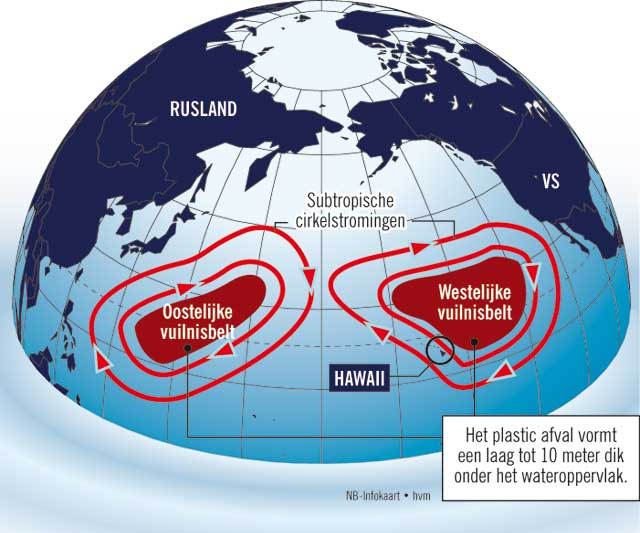 RUSLAND
VS
Subtropische
cirkelstromingen
Oostelijke
vuilnisbelt
Westelijke
vuilnisbelt
HAWAII
Het plastic afval vormt
een laag tot 10 meter dik
onder het wateroppervlak.
NB-Infokaart • hvm